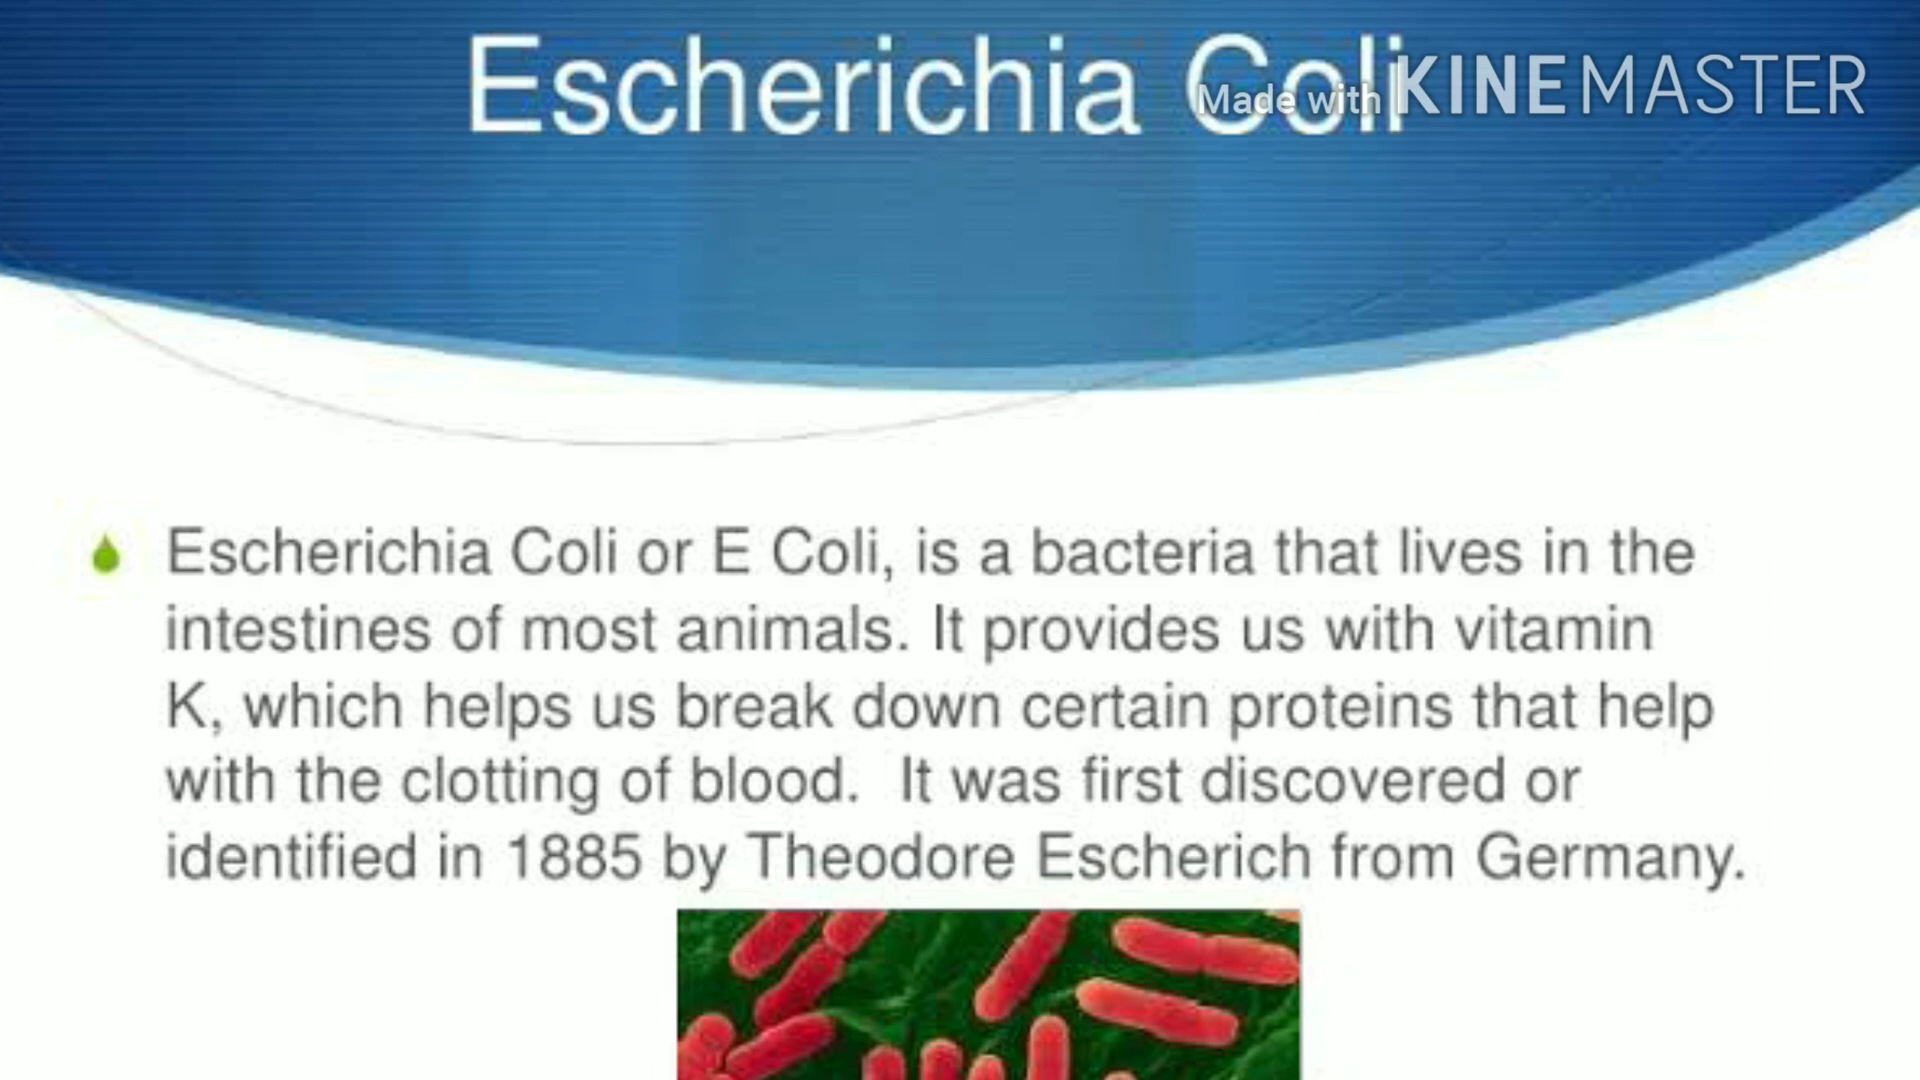 Escherichia Coli
Made with KINEMASTER
Escherichia Coli or E Coli, is a bacteria that lives in the
intestines of most animals. It provides us with vitamin
K, which helps us break down certain proteins that help
with the clotting of blood. It was first discovered or
identified in 1885 by Theodore Escherich from Germany.